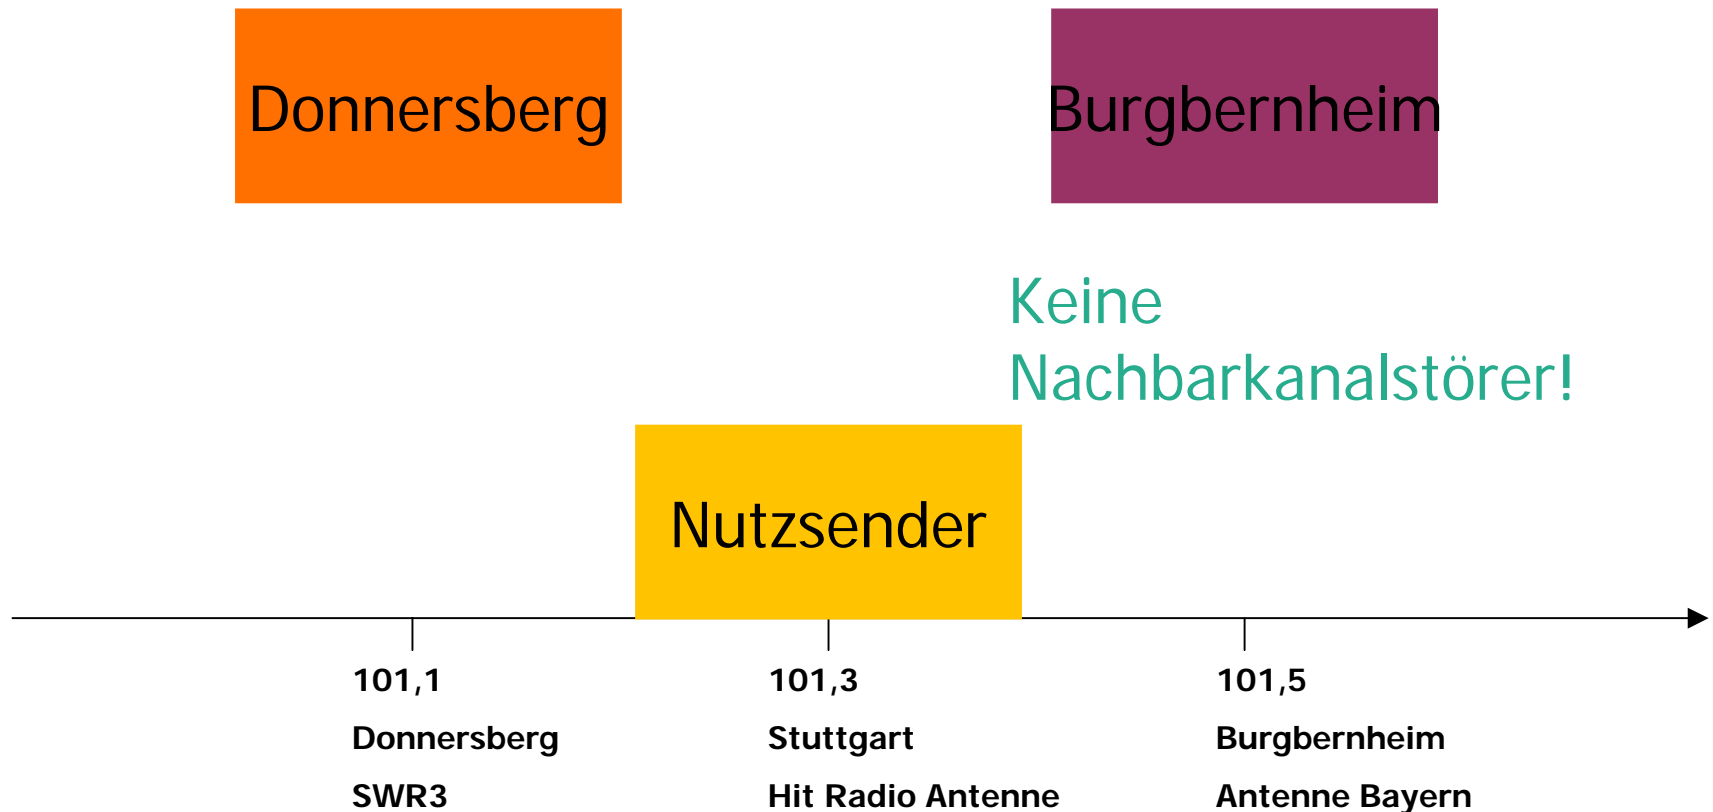 Donnersberg
Burgbernheim
Keine
Nachbarkanalstörer!
Nutzsender
101,1
101,3
101,5
Donnersberg
Stuttgart
Burgbernheim
SWR3
Hit Radio Antenne
Antenne Bayern